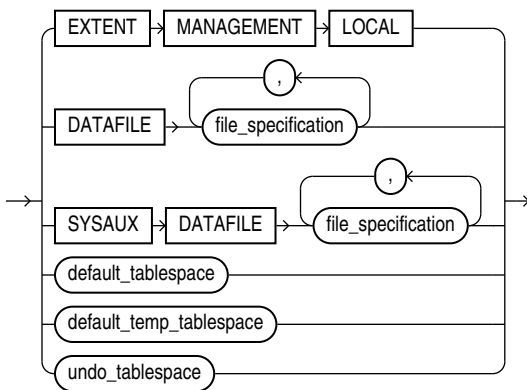 EXTENT MANAGEMENT LOCAL
,
DATAFILE file_specification
,
SYSAUX DATAFILE file_specification
default_tablespace
default_temp_tablespace
undo_tablespace